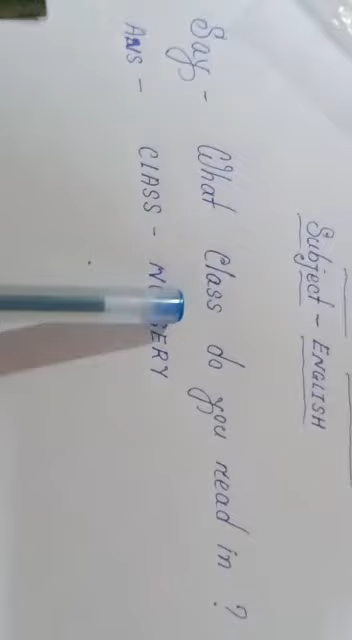 Subject - ENGLISH
Say - What Class do you read in ?
ANS - CLASS -